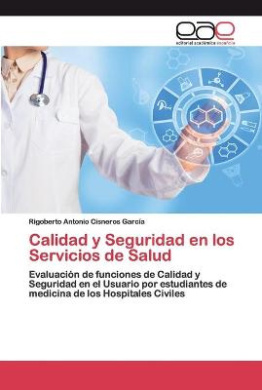 eae
editorial académica española
Rigoberto Antonio Cisneros García
Calidad y Seguridad en los
Servicios de Salud
Evaluación de funciones de Calidad y
Seguridad en el Usuario por estudiantes de
medicina de los Hospitales Civiles